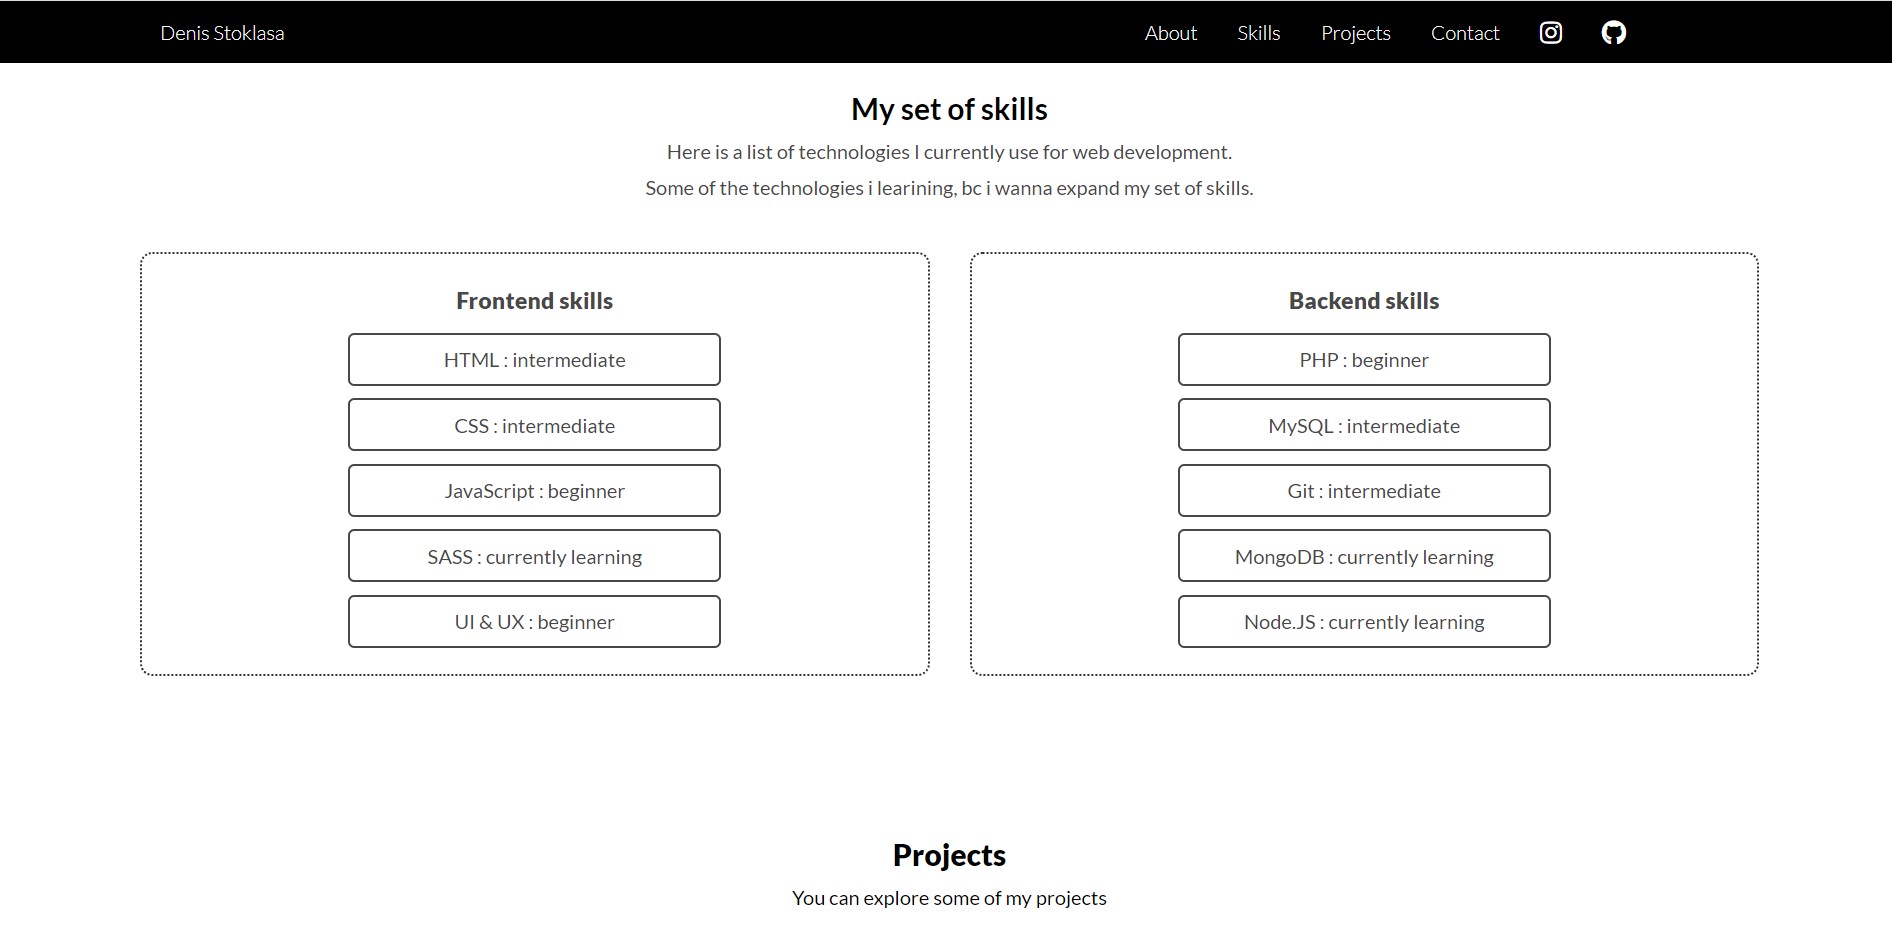 Denis Stoklasa
About Skills Projects Contact
My set of skills
Here is a list of technologies I currently use for web development.
Some of the technologies i learining, bc i wanna expand my set of skills.
Frontend skills
HTML : intermediate
CSS : intermediate
JavaScript : beginner
SASS : currently learning
UI & UX : beginner
Backend skills
PHP : beginner
MySQL : intermediate
Git : intermediate
MongoDB : currently learning
Node.JS : currently learning
Projects
You can explore some of my projects